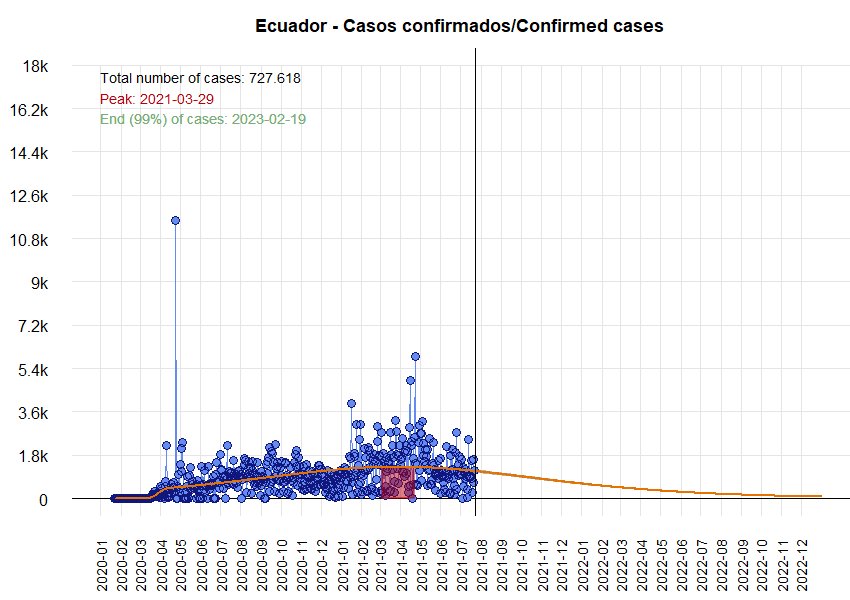 Ecuador - Casos confirmados/Confirmed cases
18k
16.2k
14.4k
12.6k
10.8k
9k
7.2k
5.4k
3.6k
1.8k
0
Total number of cases: 727.618
Peak: 2021-03-29
End (99%) of cases: 2023-02-19
2020-01
2020-02
2020-03
2020-04
2020-05
2020-06
2020-07
2020-08
2020-09
2020-10
2020-11
2020-12
2021-01
2021-02
2021-03
2021-04
2021-05
2021-06
2021-07
2021-08
2021-09
2021-10
2021-11
2021-12
2022-01
2022-02
2022-03
2022-04
2022-05
2022-06
2022-07
2022-08
2022-09
2022-10
2022-11
2022-12